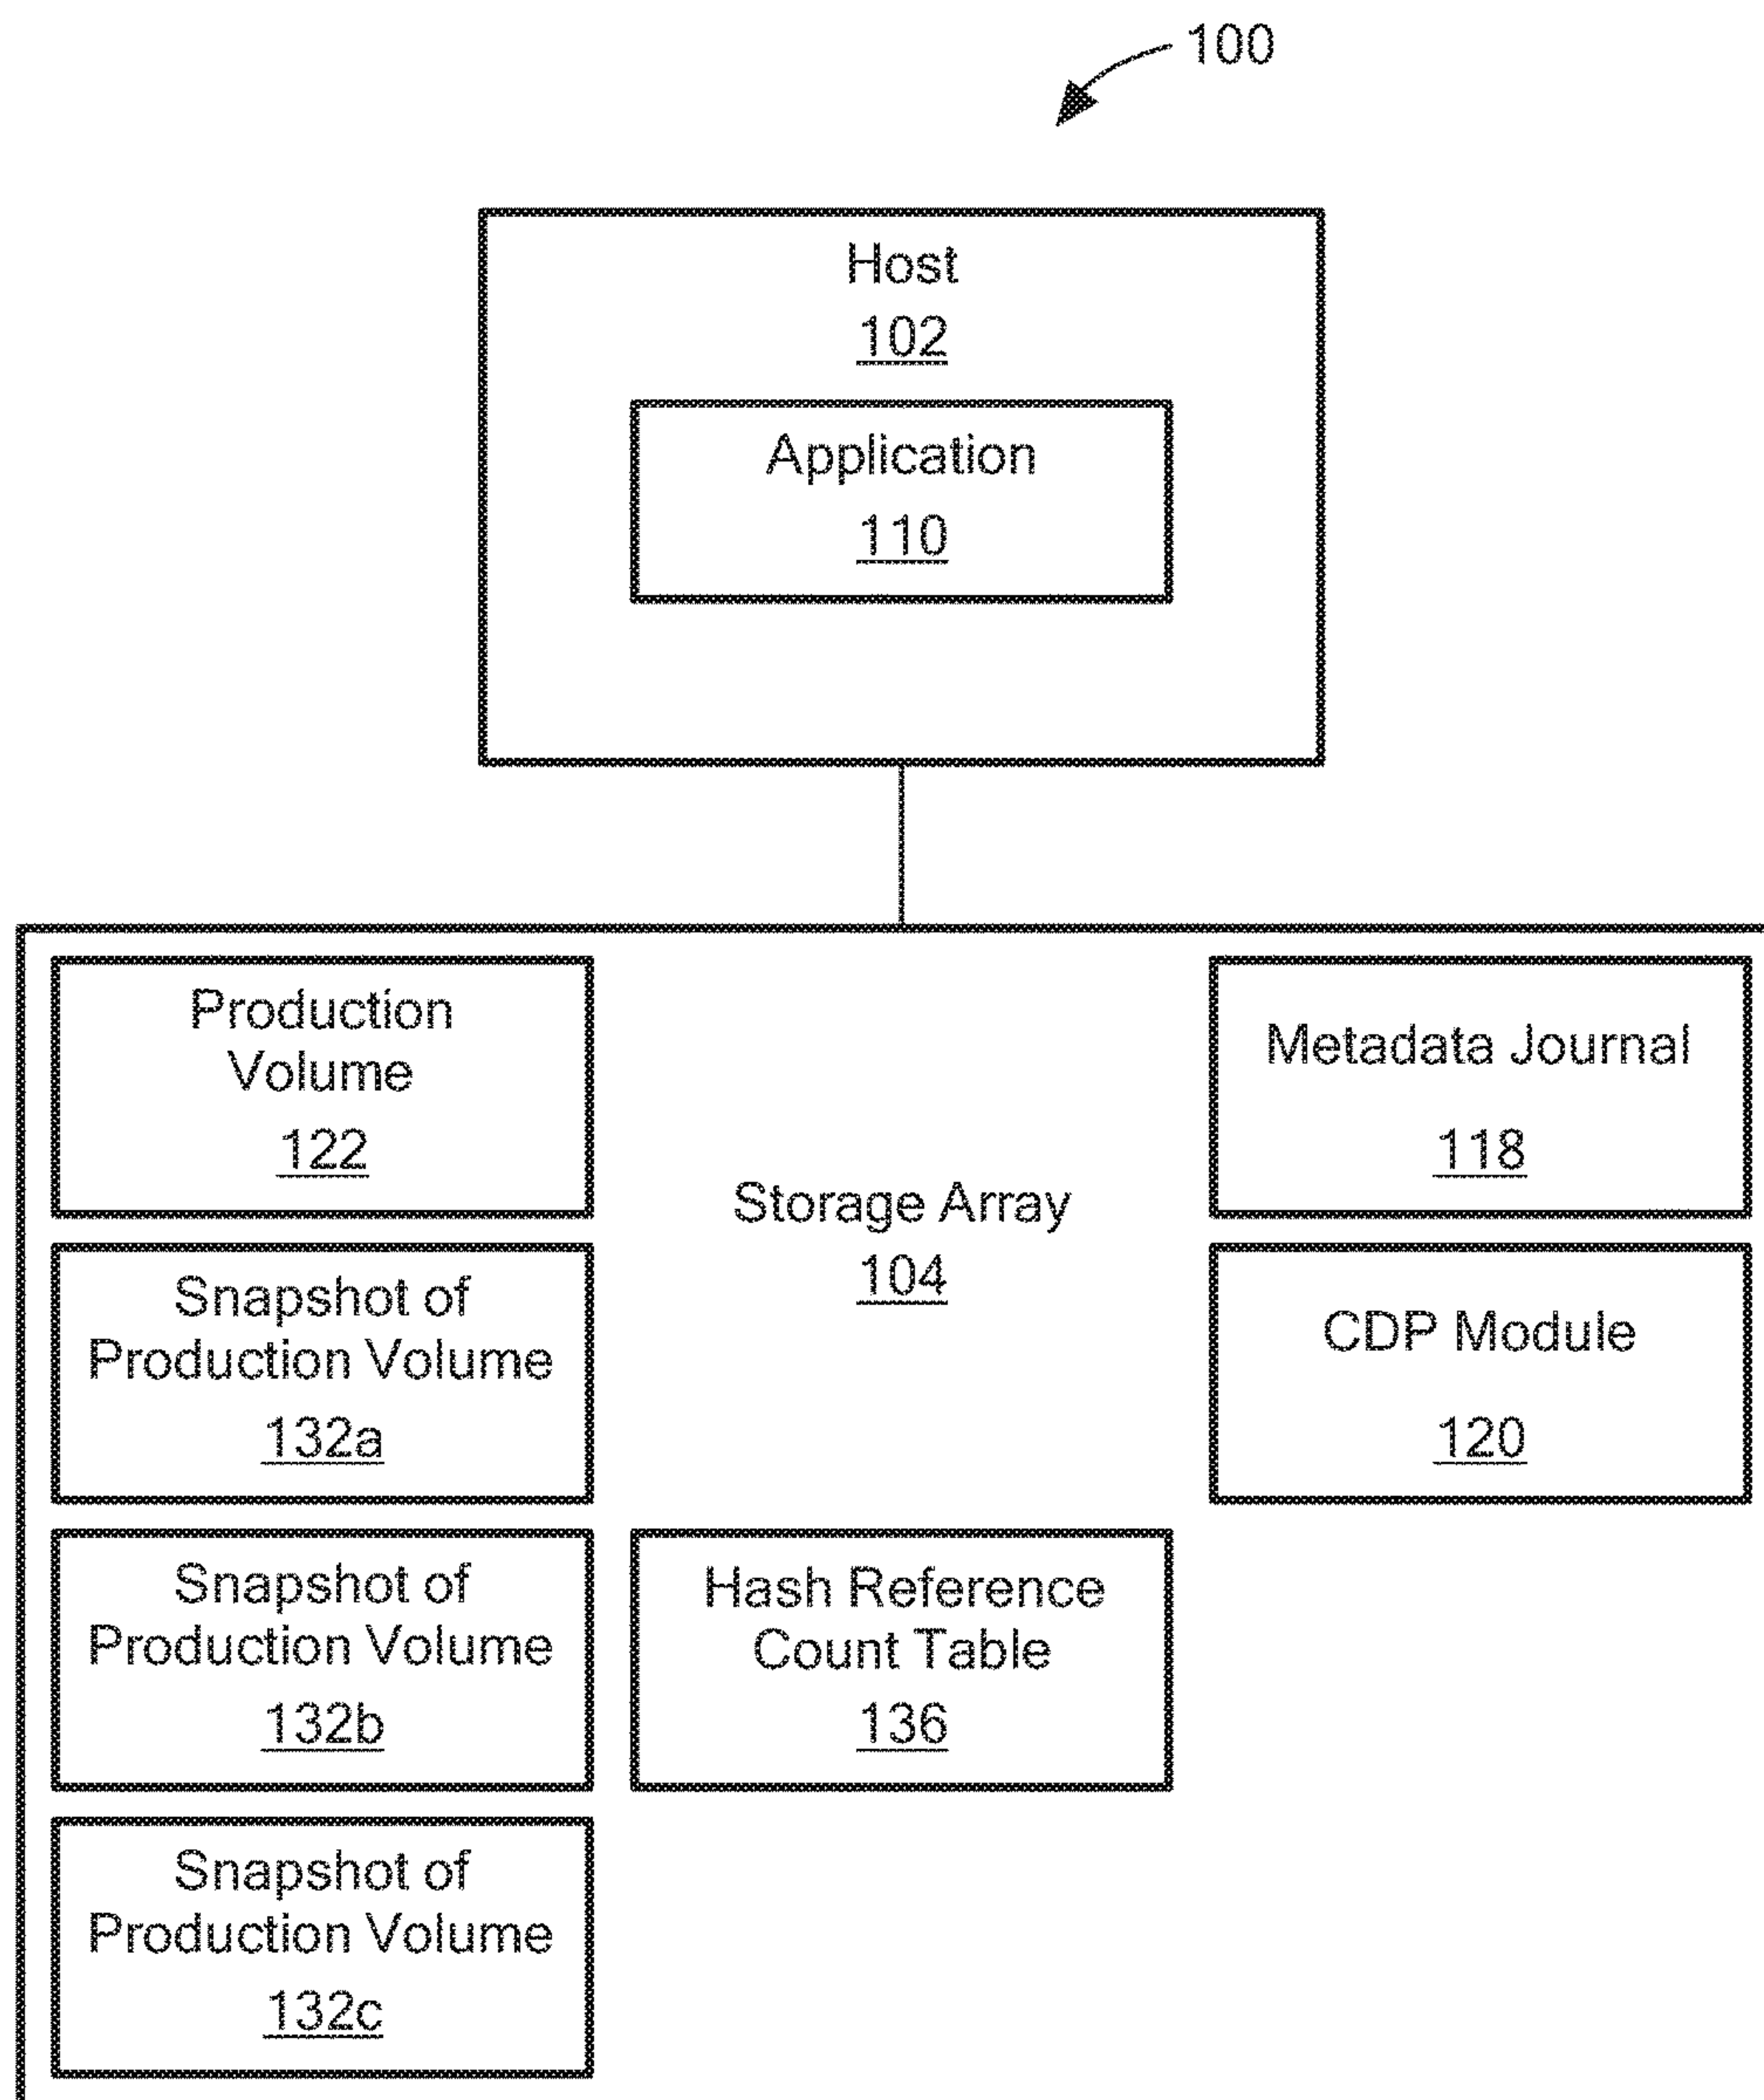 100
Host
102
Application
110
Production
Volume
122
Snapshot of
Production Volume
132a
Snapshot of
Production Volume
132b
Snapshot of
Production Volume
132c
Storage Array
104
Hash Reference
Count Table
136
Metadata Journal
118
CDP Module
120